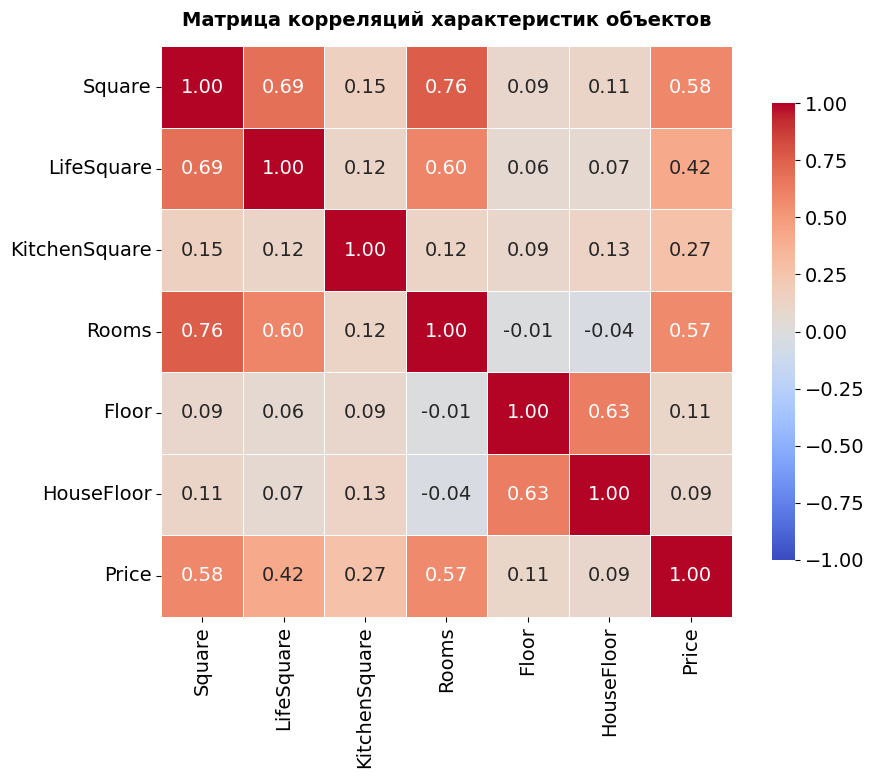 Матрица корреляций характеристик объектов
Square 1.00 0.69 0.15 0.76 0.09 0.11 0.58
LifeSquare 0.69 1.00 0.12 0.60 0.06 0.07 0.42
KitchenSquare 0.15 0.12 1.00 0.12 0.09 0.13 0.27
Rooms 0.76 0.60 0.12 1.00 -0.01 -0.04 0.57
Floor 0.09 0.06 0.09 -0.01 1.00 0.63 0.11
HouseFloor 0.11 0.07 0.13 -0.04 0.63 1.00 0.09
Price 0.58 0.42 0.27 0.57 0.11 0.09 1.00
Square LifeSquare KitchenSquare Rooms Floor HouseFloor Price
1.00
0.75
0.50
0.25
0.00
−0.25
−0.50
−0.75
−1.00